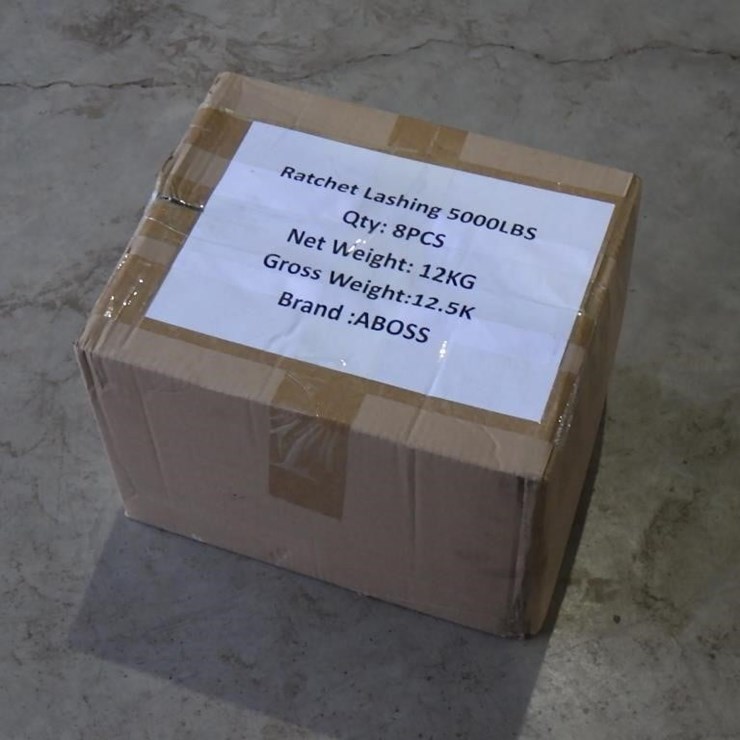 Ratchet Lashing 5000LBS
Qty: 8PCS
Net Weight: 12KG
Gross Weight:12.5K
Brand :ABOSS